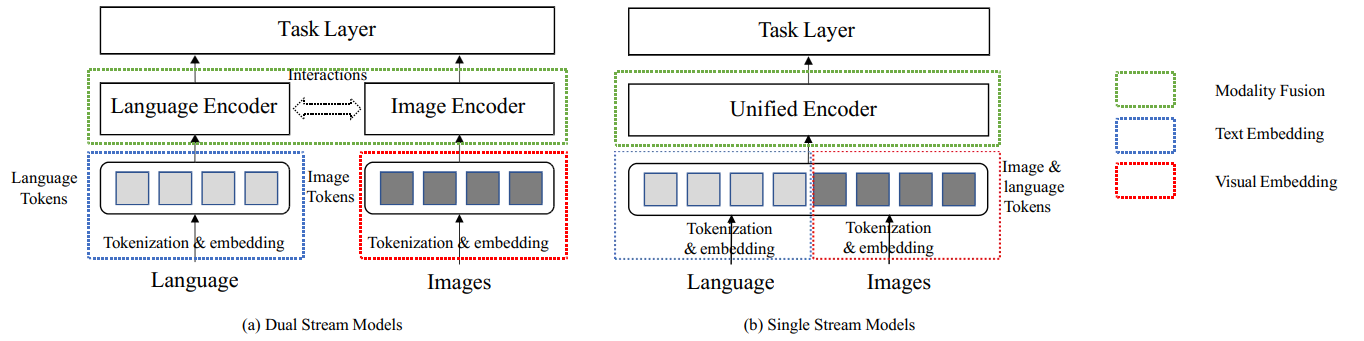 Task Layer
Interactions
Language Encoder
Image Encoder
Language
Tokens
Image
Tokens
Tokenization & embedding
Tokenization & embedding
Language
Images
(a) Dual Stream Models
Task Layer
Unified Encoder
Image &
language
Tokens
Tokenization
& embedding
Tokenization
& embedding
Language
Images
(b) Single Stream Models
Modality Fusion
Text Embedding
Visual Embedding